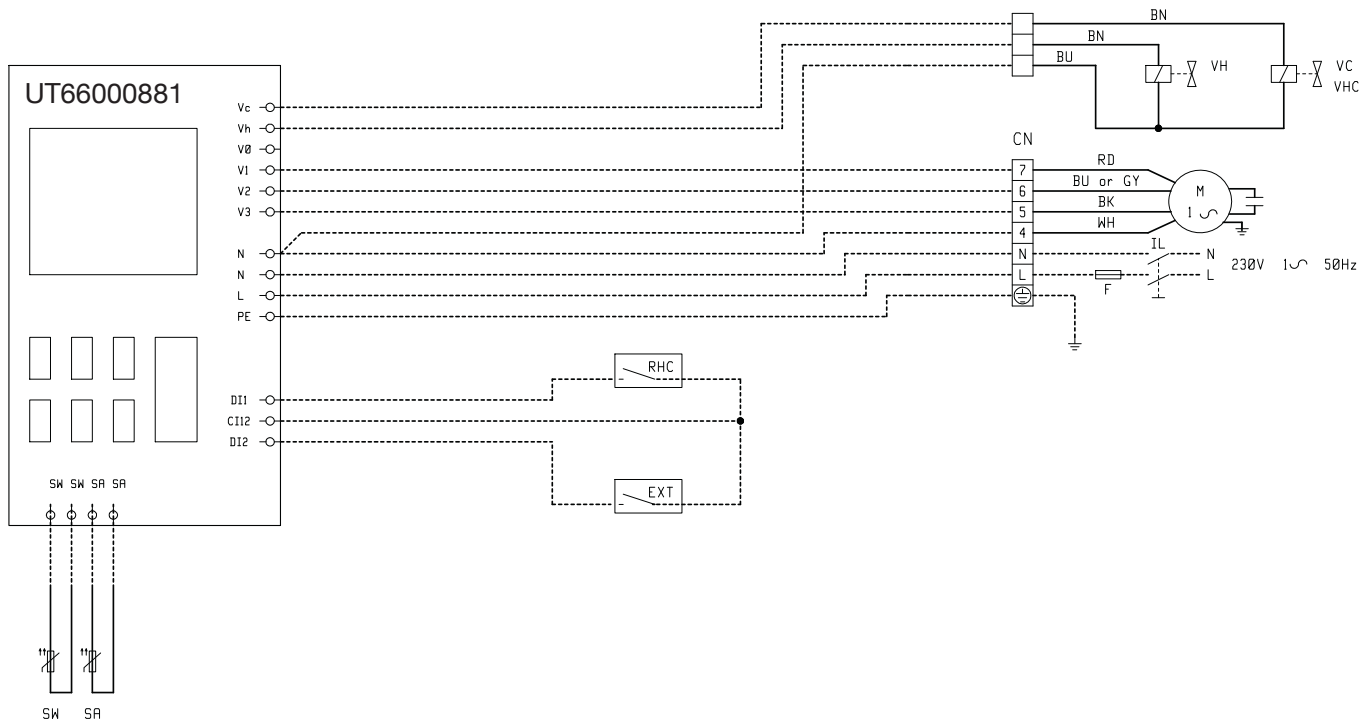 UT66000881
BN
BN
BU
VH
VC
VHC
Vc
Vh
V0
V1
V2
V3
N
N
L
PE
CN
7
6
5
4
N
L
RD
BU or GY
BK
WH
M
1
IL
F
N
L
230V 1 50Hz
DI1
CI12
DI2
RHC
EXT
SW SW SA SA
SW SA